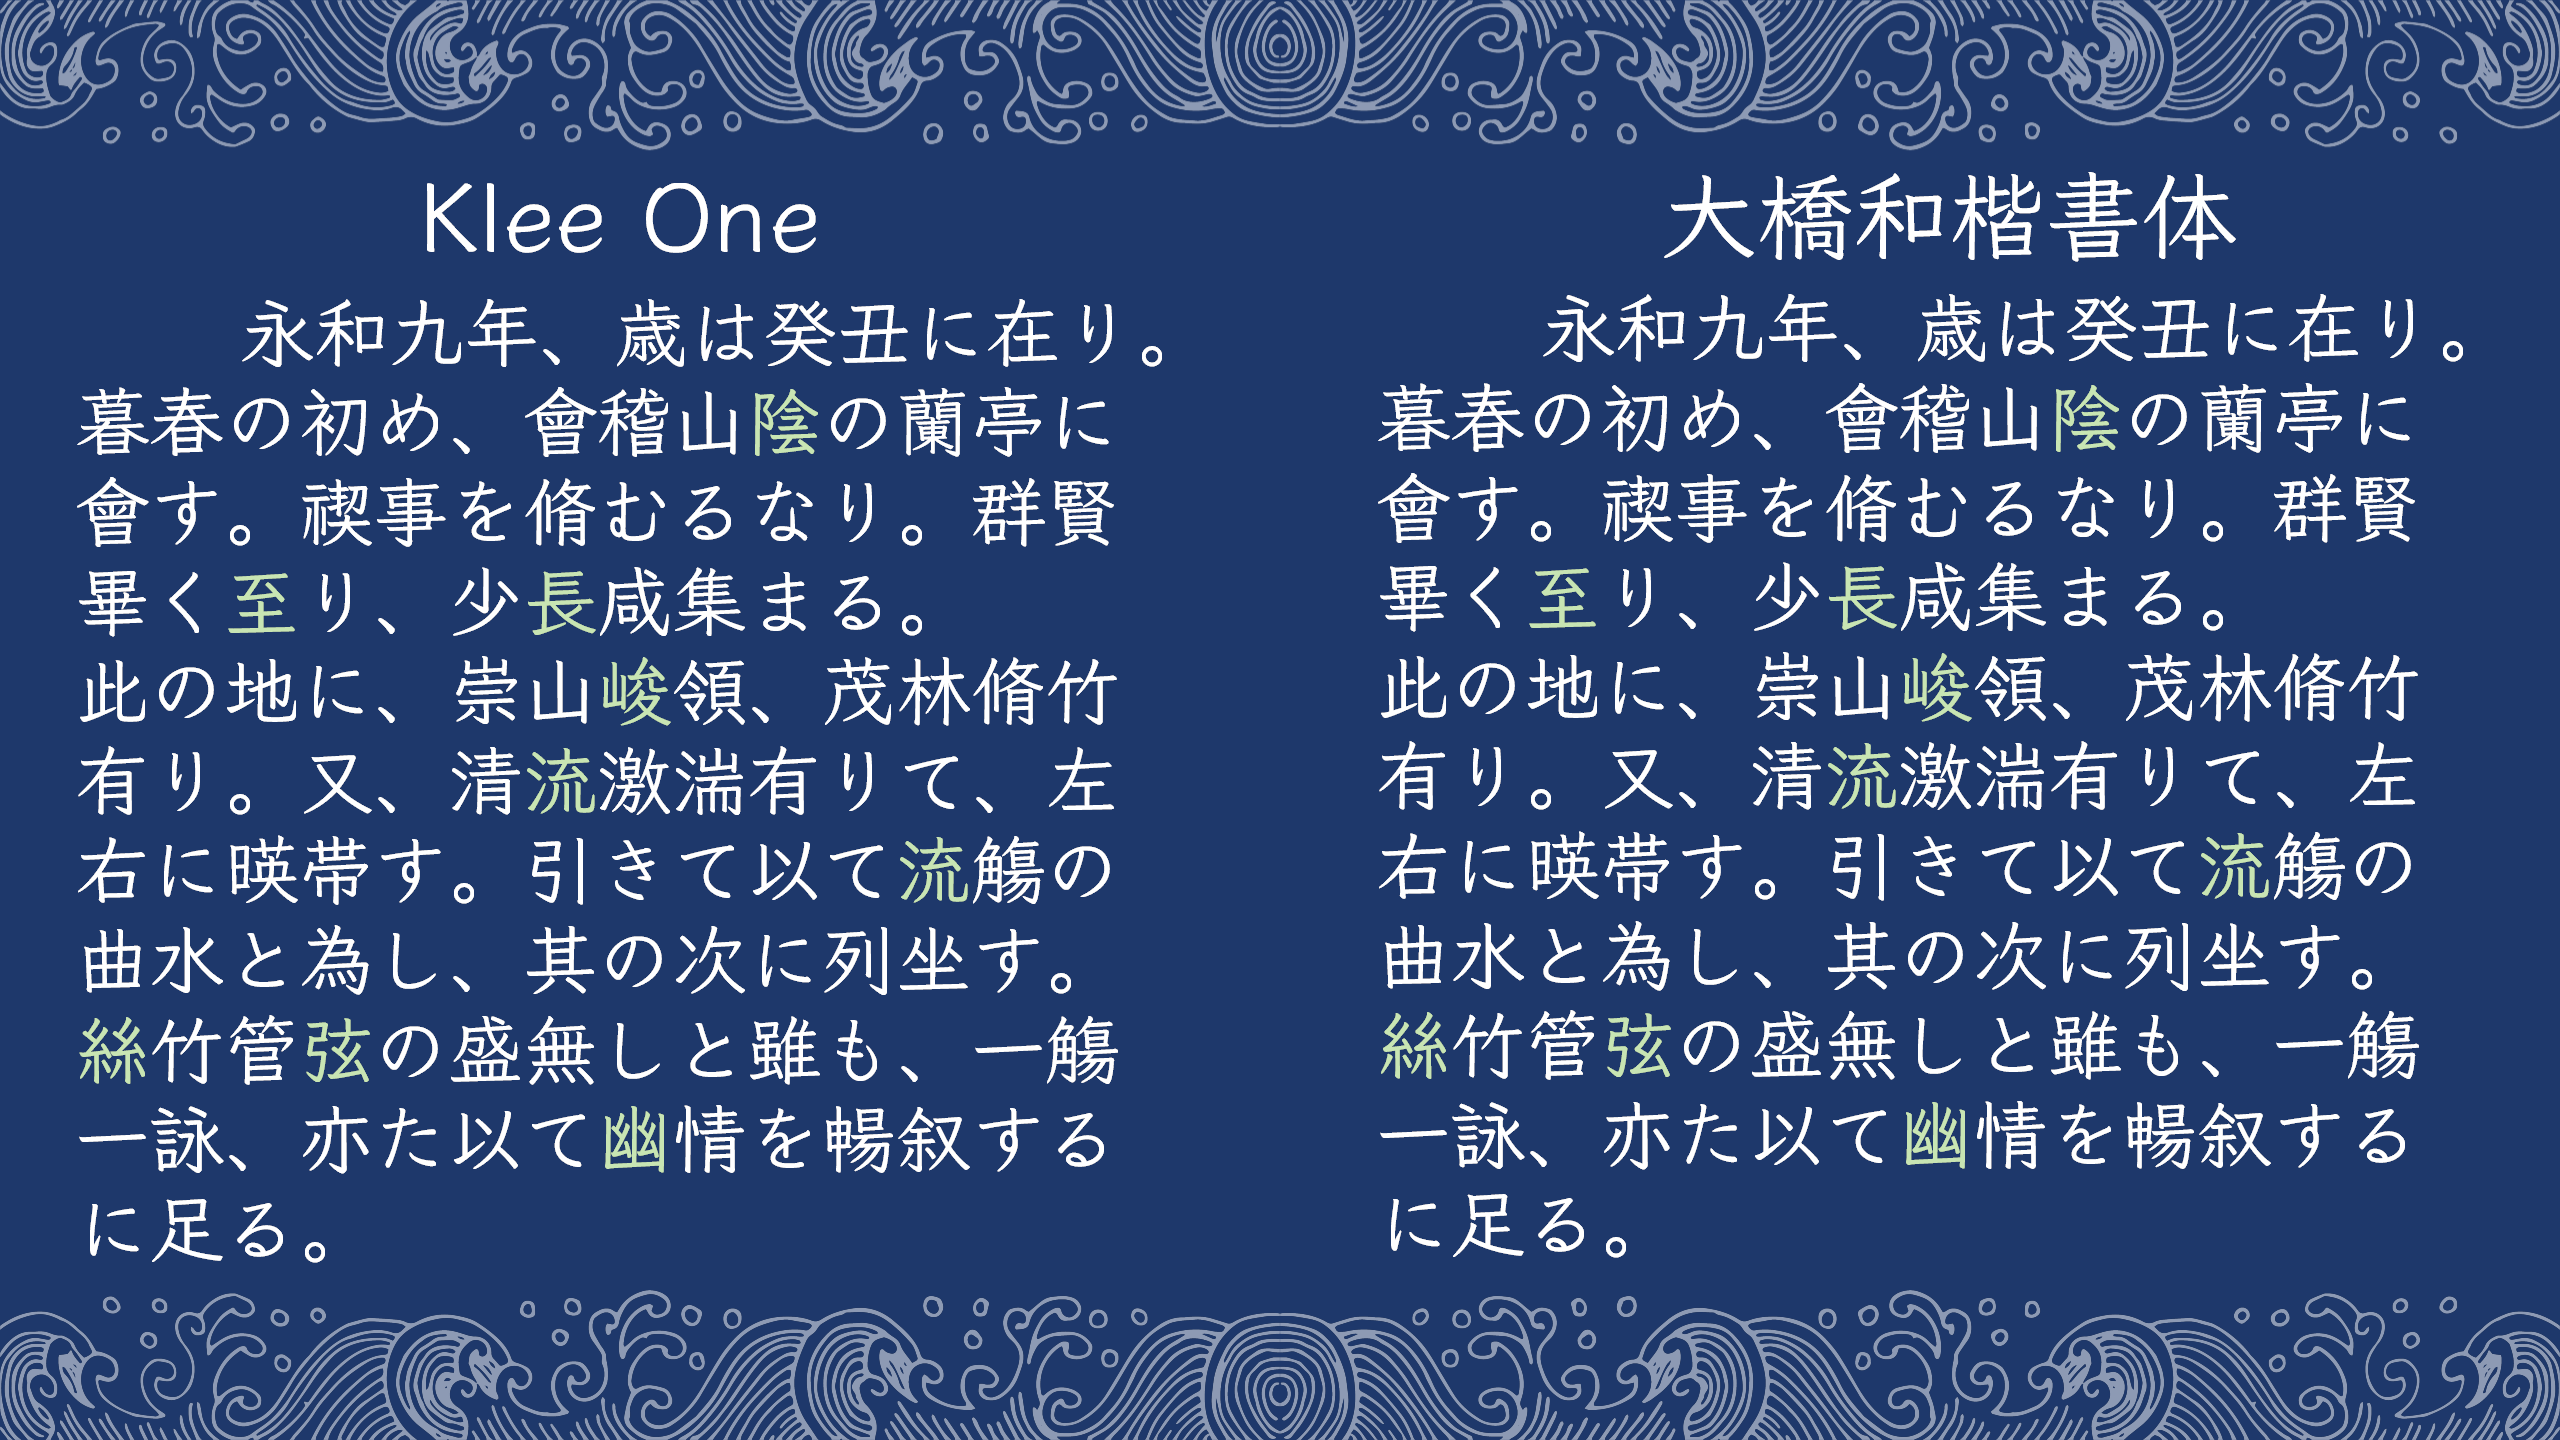 Klee One
永和九年、歳は癸丑に在り。
暮春の初め、會稽山陰の蘭亭に
會す。禊事を脩むるなり。群賢
畢く至り、少長咸集まる。
此の地に、崇山峻領、茂林脩竹
有り。又、清流激湍有りて、左
右に暎帯す。引きて以て流觴の
曲水と為し、其の次に列坐す。
絲竹管弦の盛無しと雖も、一觴
一詠、亦た以て幽情を暢叙する
に足る。
大橋和楷書体
永和九年、歳は癸丑に在り。
暮春の初め、會稽山陰の蘭亭に
會す。禊事を脩むるなり。群賢
畢く至り、少長咸集まる。
此の地に、崇山峻領、茂林脩竹
有り。又、清流激湍有りて、左
右に暎帯す。引きて以て流觴の
曲水と為し、其の次に列坐す。
絲竹管弦の盛無しと雖も、一觴
一詠、亦た以て幽情を暢叙する
に足る。